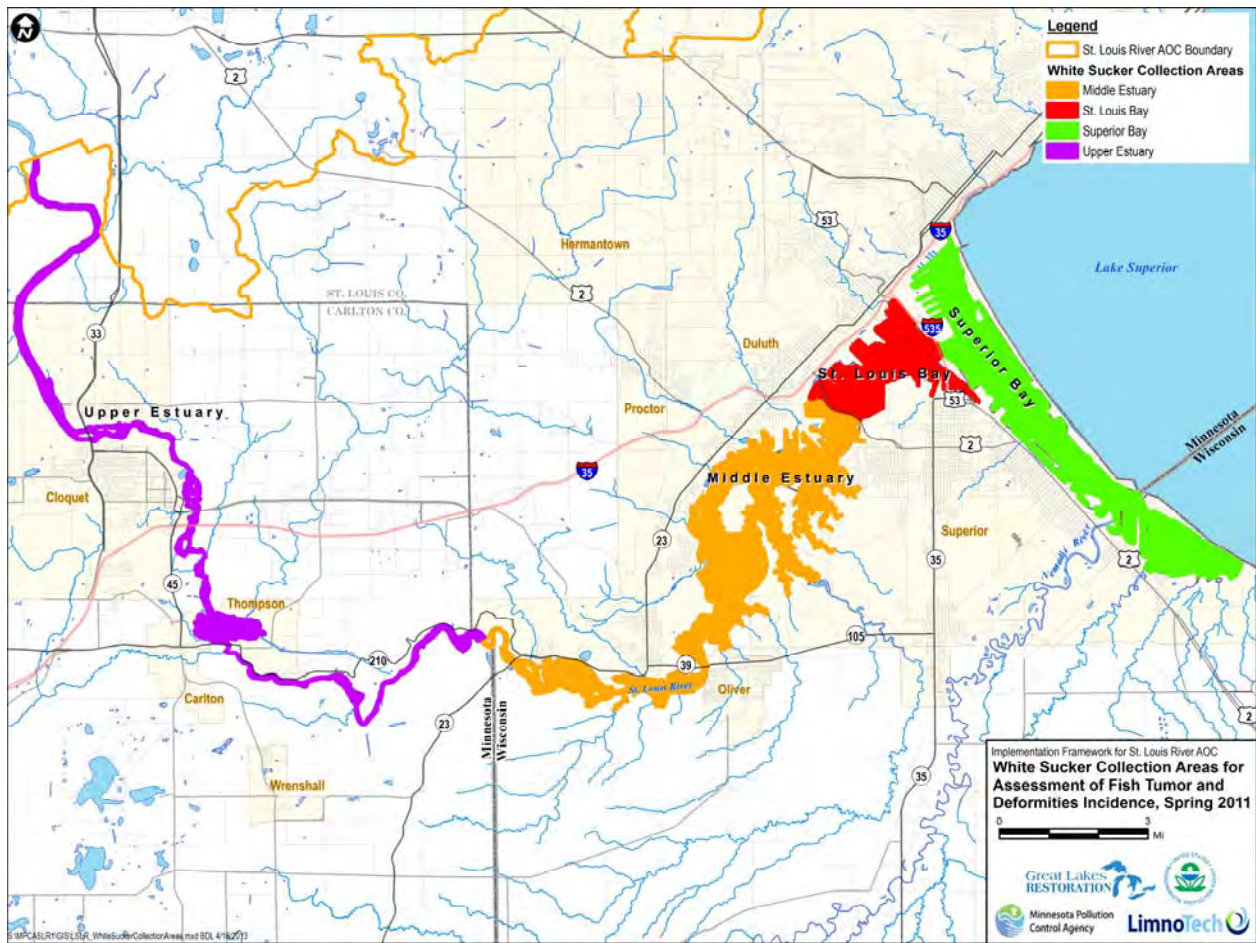 N
Legend
St. Louis River AOC Boundary
White Sucker Collection Areas
Middle Estuary
St. Louis Bay
Superior Bay
Upper Estuary
2
53
35
Hermantown
Lake Superior
2
ST. LOUIS CO.
CARLTON CO.
33
535
Duluth
Superior Bay
St. Louis Bay
53
Upper Estuary
Proctor
2
Minnesota
Wisconsin
35
Middle Estuary
Cloquet
23
35
Superior
Nemadji River
2
45
Thompson
210
39
105
St. Louis River
Oliver
Carlton
23
Minnesota
Wisconsin
2
Wrenshall
35
Implementation Framework for St. Louis River AOC
White Sucker Collection Areas for
Assessment of Fish Tumor and
Deformities Incidence, Spring 2011
0 3
Mi
Great Lakes
RESTORATION
Minnesota Pollution
Control Agency
LimnoTech